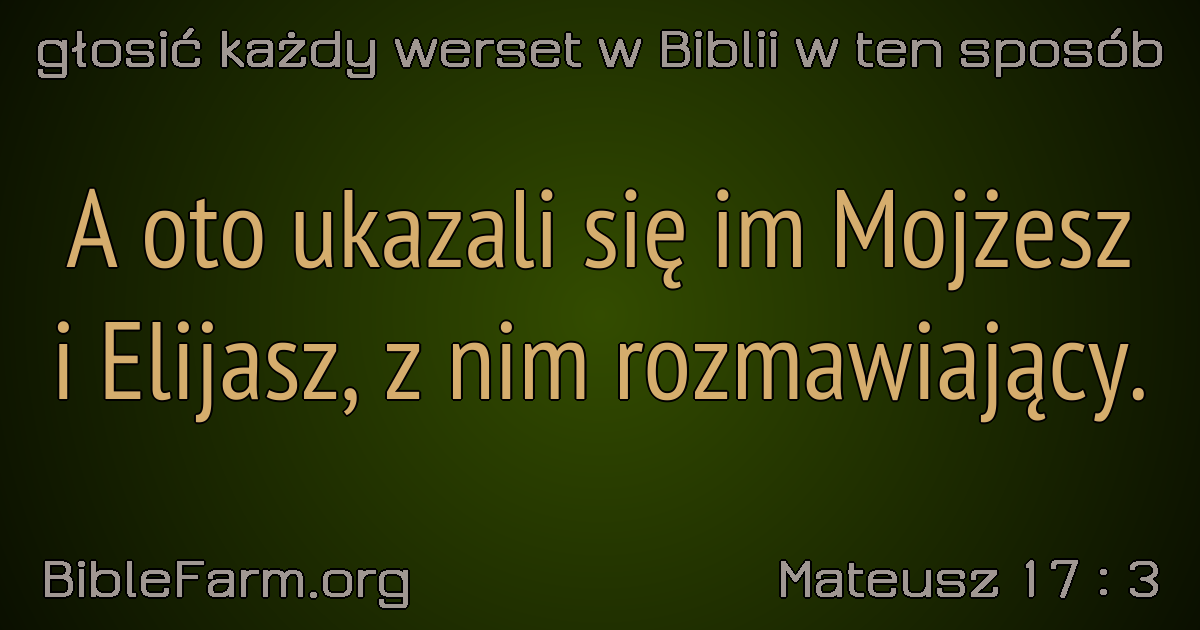 głosić każdy werset w Biblii w ten sposób
A oto ukazali się im Mojżesz
i Elijasz, z nim rozmawiający.
BibleFarm.org
Mateusz 17 : 3